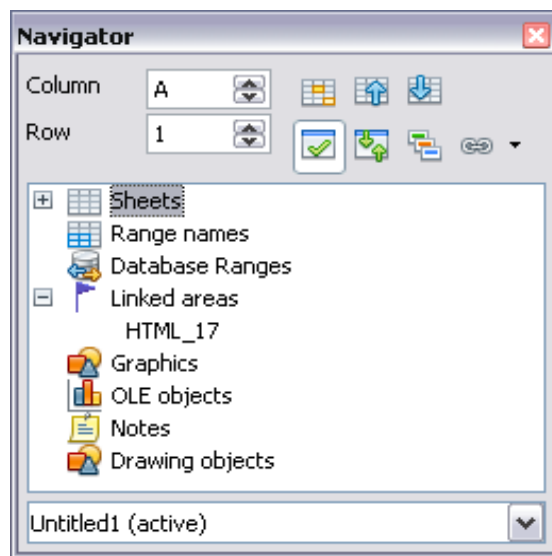 Navigator
Column A
Row 1
Sheets
Range names
Database Ranges
Linked areas
HTML_17
Graphics
OLE objects
Notes
Drawing objects
Untitled1 (active)